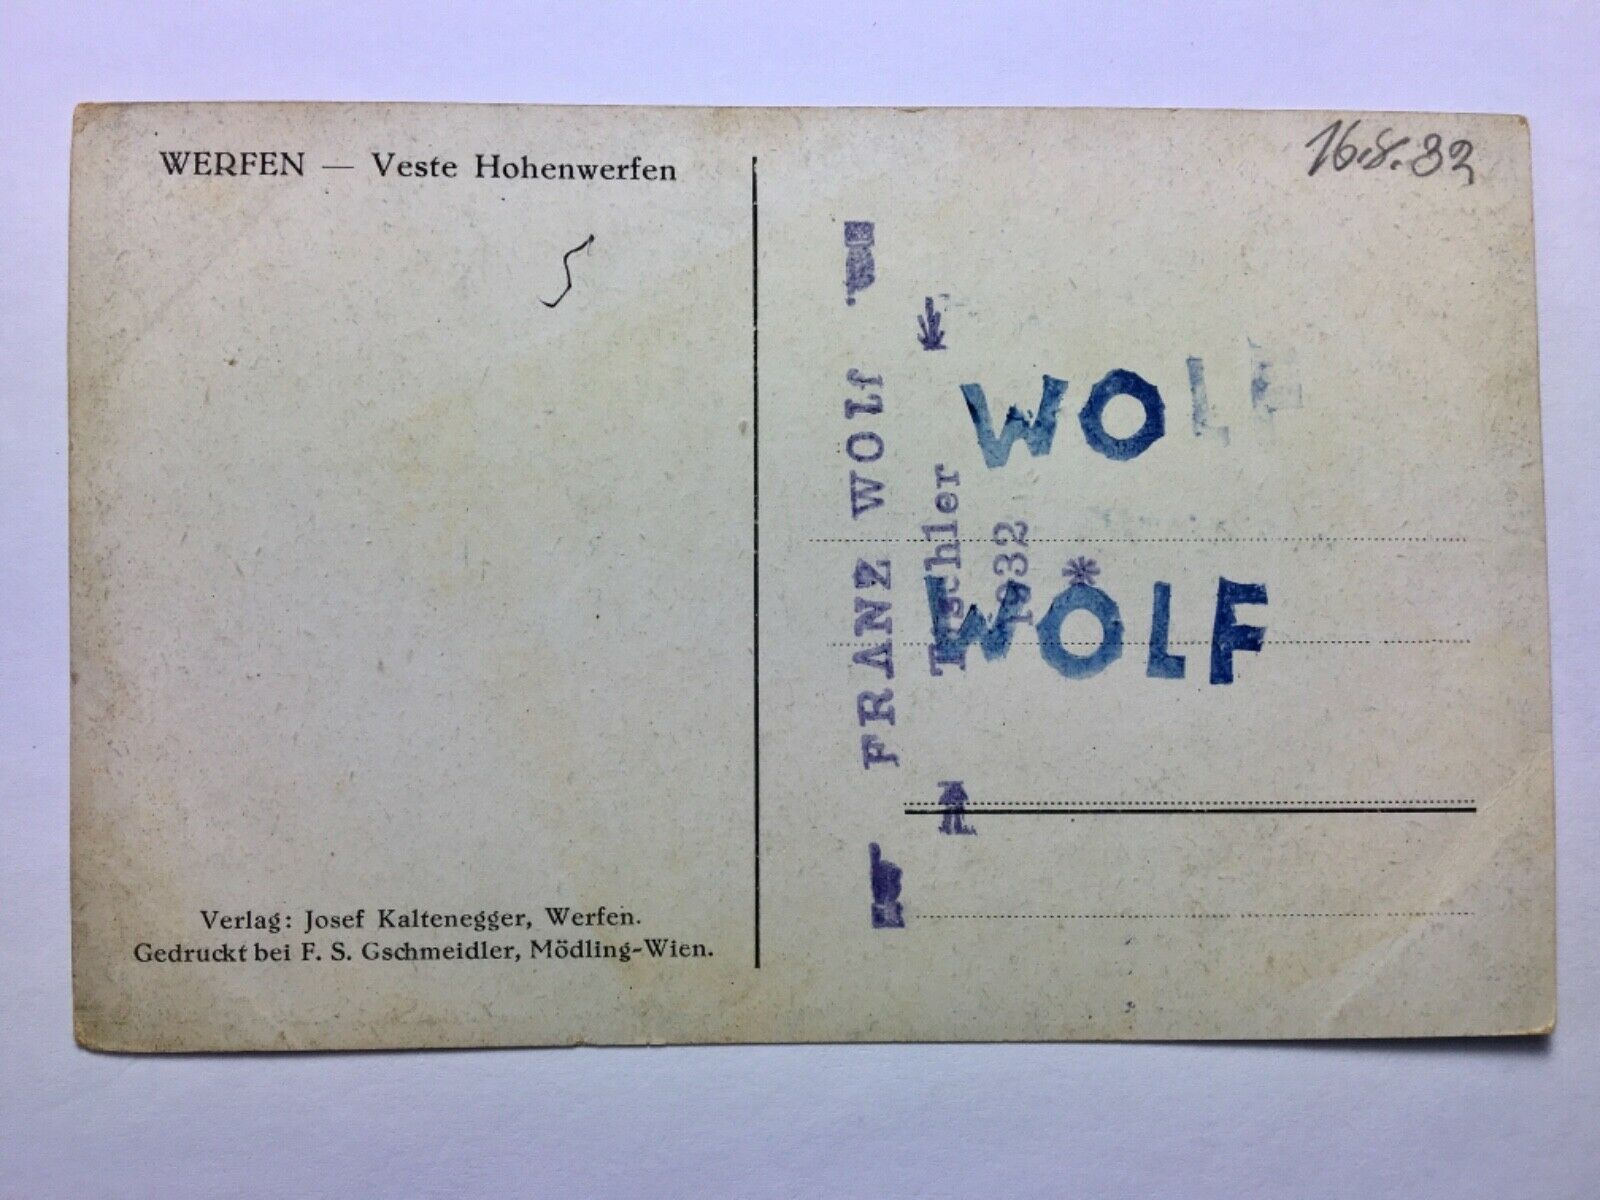 WERFEN — Veste Hohenwerfen
16.8.32
5
FRANZ WOLf
Tischler
1932
*
WOLF
WOLF
Verlag: Josef Kaltenegger, Werfen.
Gedruckt bei F. S. Gschmeidler, Mödling-Wien.